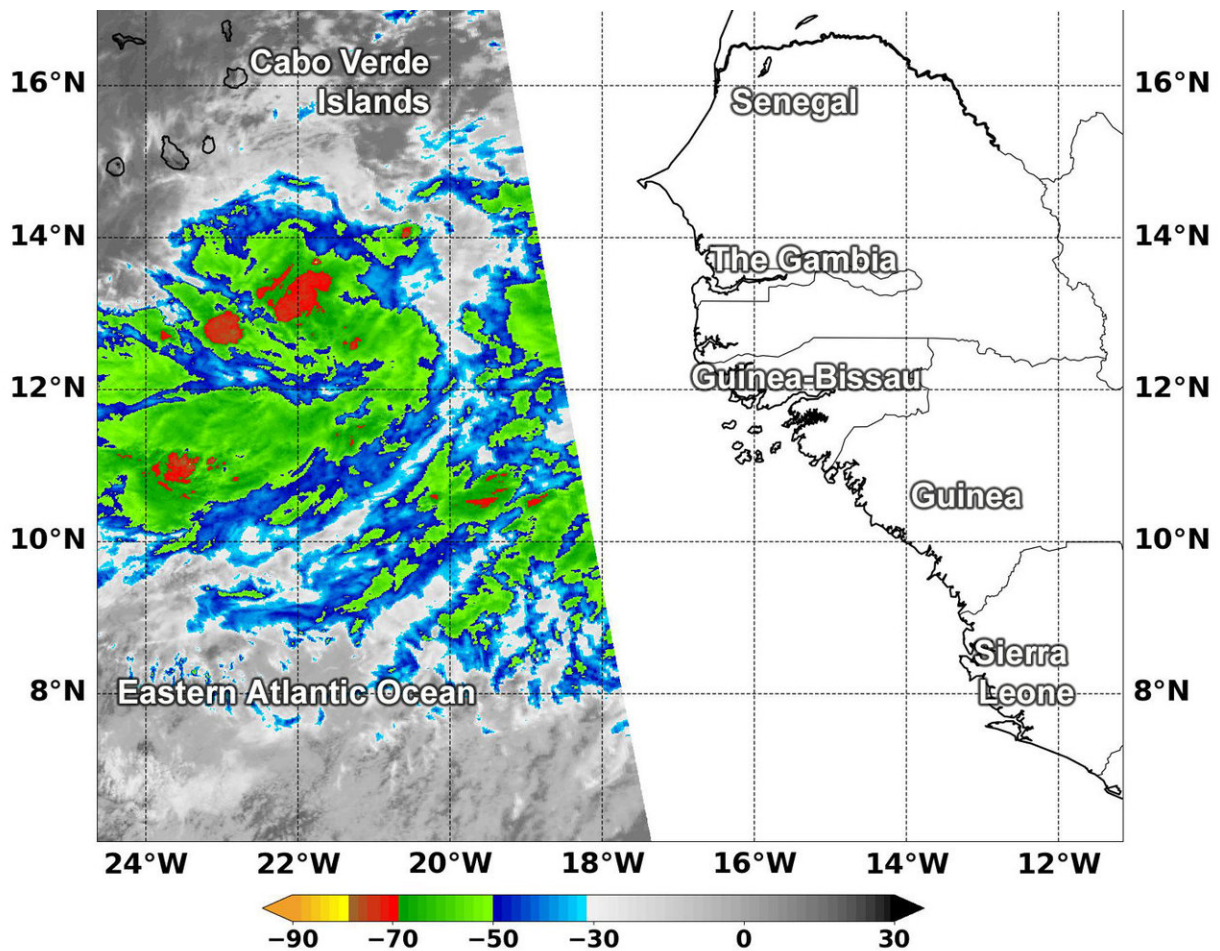 Cabo Verde
Islands
16°N
Senegal
16°N
14°N
The Gambia
14°N
12°N
Guinea-Bissau
12°N
Guinea
10°N
10°N
Sierra
Leone
8°N
Eastern Atlantic Ocean
8°N
24°W 22°W 20°W 18°W 16°W 14°W 12°W
−90 −70 −50 −30 0 30